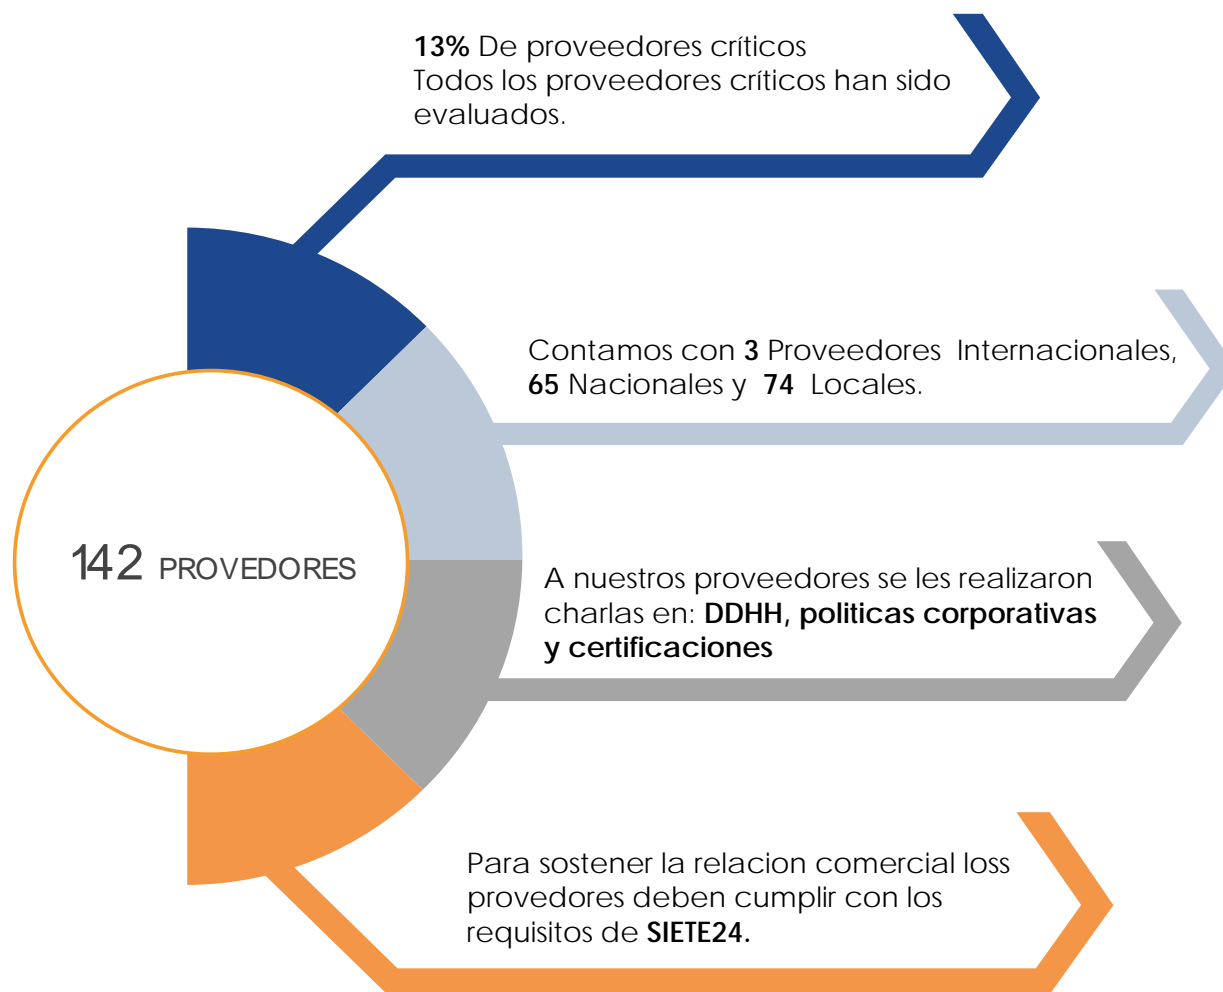 13% De proveedores críticos
Todos los proveedores críticos han sido
evaluados.
Contamos con 3 Proveedores Internacionales,
65 Nacionales y 74 Locales.
142 PROVEDORES
A nuestros proveedores se les realizaron
charlas en: DDHH, politicas corporativas
y certificaciones
Para sostener la relacion comercial loss
provedores deben cumplir con los
requisitos de SIETE24.